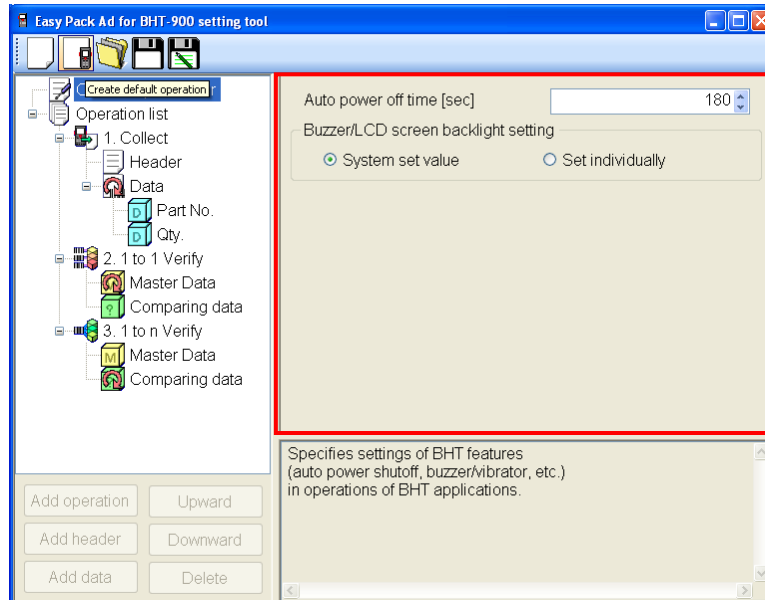 Easy Pack Ad for BHT-900 setting tool
Create default operation
Operation list
1. Collect
Header
Data
D
Part No.
D
Qty.
2. 1 to 1 Verify
Master Data
?
Comparing data
3. 1 to n Verify
M
Master Data
Comparing data
Add operation
Upward
Add header
Downward
Add data
Delete
Auto power off time [sec]
180
Buzzer/LCD screen backlight setting
System set value
Set individually
Specifies settings of BHT features
(auto power shutoff, buzzer/vibrator, etc.)
in operations of BHT applications.